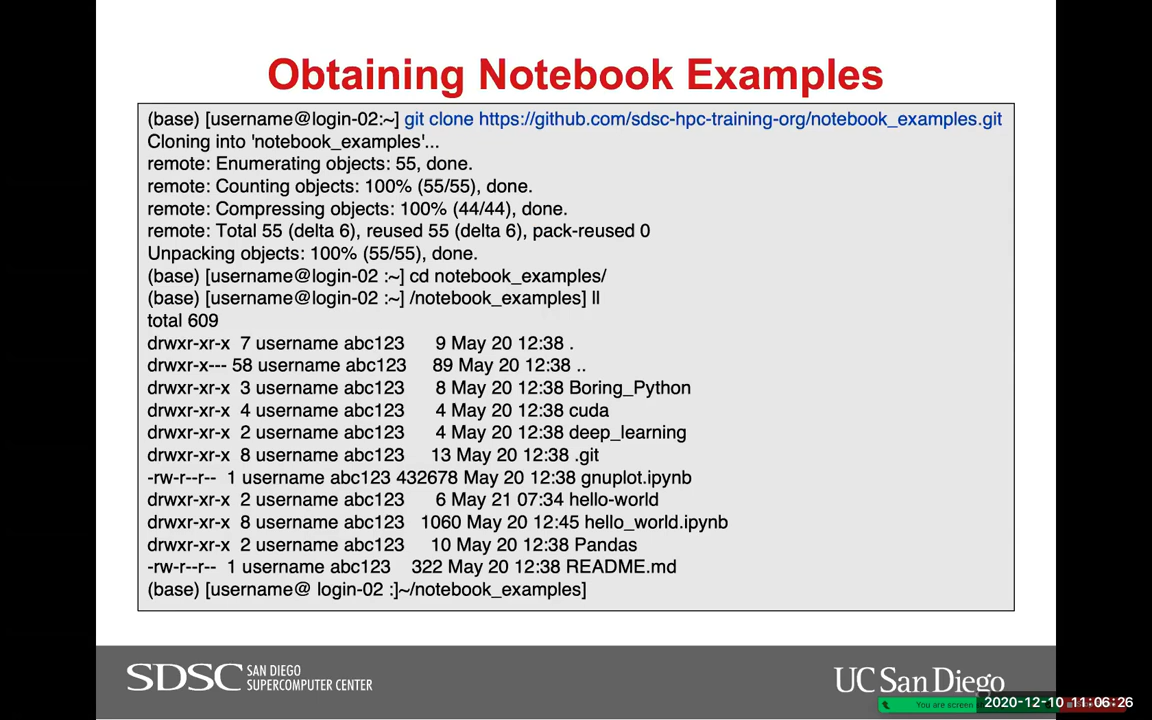 Obtaining Notebook Examples
(base) [username@login-02:~] git clone https://github.com/sdsc-hpc-training-org/notebook_examples.git
Cloning into 'notebook_examples'...
remote: Enumerating objects: 55, done.
remote: Counting objects: 100% (55/55), done.
remote: Compressing objects: 100% (44/44), done.
remote: Total 55 (delta 6), reused 55 (delta 6), pack-reused 0
Unpacking objects: 100% (55/55), done.
(base) [username@login-02 :~] cd notebook_examples/
(base) [username@login-02 :~] /notebook_examples] ll
total 609
drwxr-xr-x 7 username abc123 9 May 20 12:38 .
drwxr-x--- 58 username abc123 89 May 20 12:38 ..
drwxr-xr-x 3 username abc123 8 May 20 12:38 Boring_Python
drwxr-xr-x 4 username abc123 4 May 20 12:38 cuda
drwxr-xr-x 2 username abc123 4 May 20 12:38 deep_learning
drwxr-xr-x 8 username abc123 13 May 20 12:38 .git
-rw-r--r-- 1 username abc123 432678 May 20 12:38 gnuplot.ipynb
drwxr-xr-x 2 username abc123 6 May 21 07:34 hello-world
drwxr-xr-x 8 username abc123 1060 May 20 12:45 hello_world.ipynb
drwxr-xr-x 2 username abc123 10 May 20 12:38 Pandas
-rw-r--r-- 1 username abc123 322 May 20 12:38 README.md
(base) [username@ login-02 :]~/notebook_examples]
SDSC SAN DIEGO
SUPERCOMPUTER CENTER
UC San Diego
You are screen 2020-12-10 11:06:26